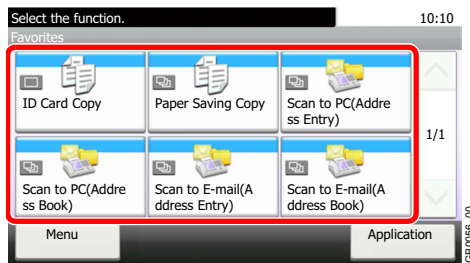 Select the function.
10:10
Favorites
ID Card Copy
Paper Saving Copy
Scan to PC(Addre
ss Entry)
1/1
Scan to PC(Addre
ss Book)
Scan to E-mail(A
ddress Entry)
Scan to E-mail(A
ddress Book)
Menu
Application
GB0056_00